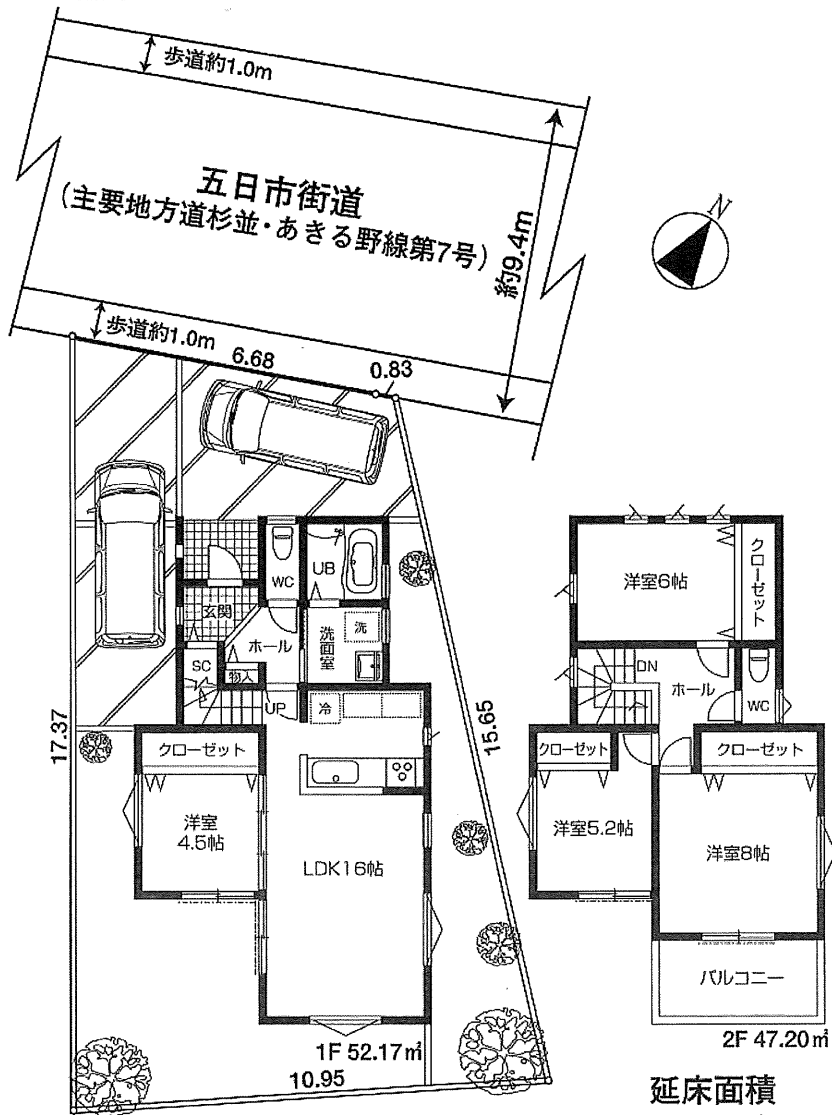 歩道約1.0m
五日市街道
(主要地方道杉並・あきる野線第7号)
約9.4m
N
歩道約1.0m
6.68
0.83
17.37
15.65
10.95
WC
UB
玄関
ホール
洗面室
洗
SC
物入
UP
冷
クローゼット
洋室
4.5帖
LDK16帖
1F 52.17㎡
洋室6帖
クローゼット
DN
ホール
WC
クローゼット
クローゼット
洋室5.2帖
洋室8帖
バルコニー
2F 47.20㎡
延床面積